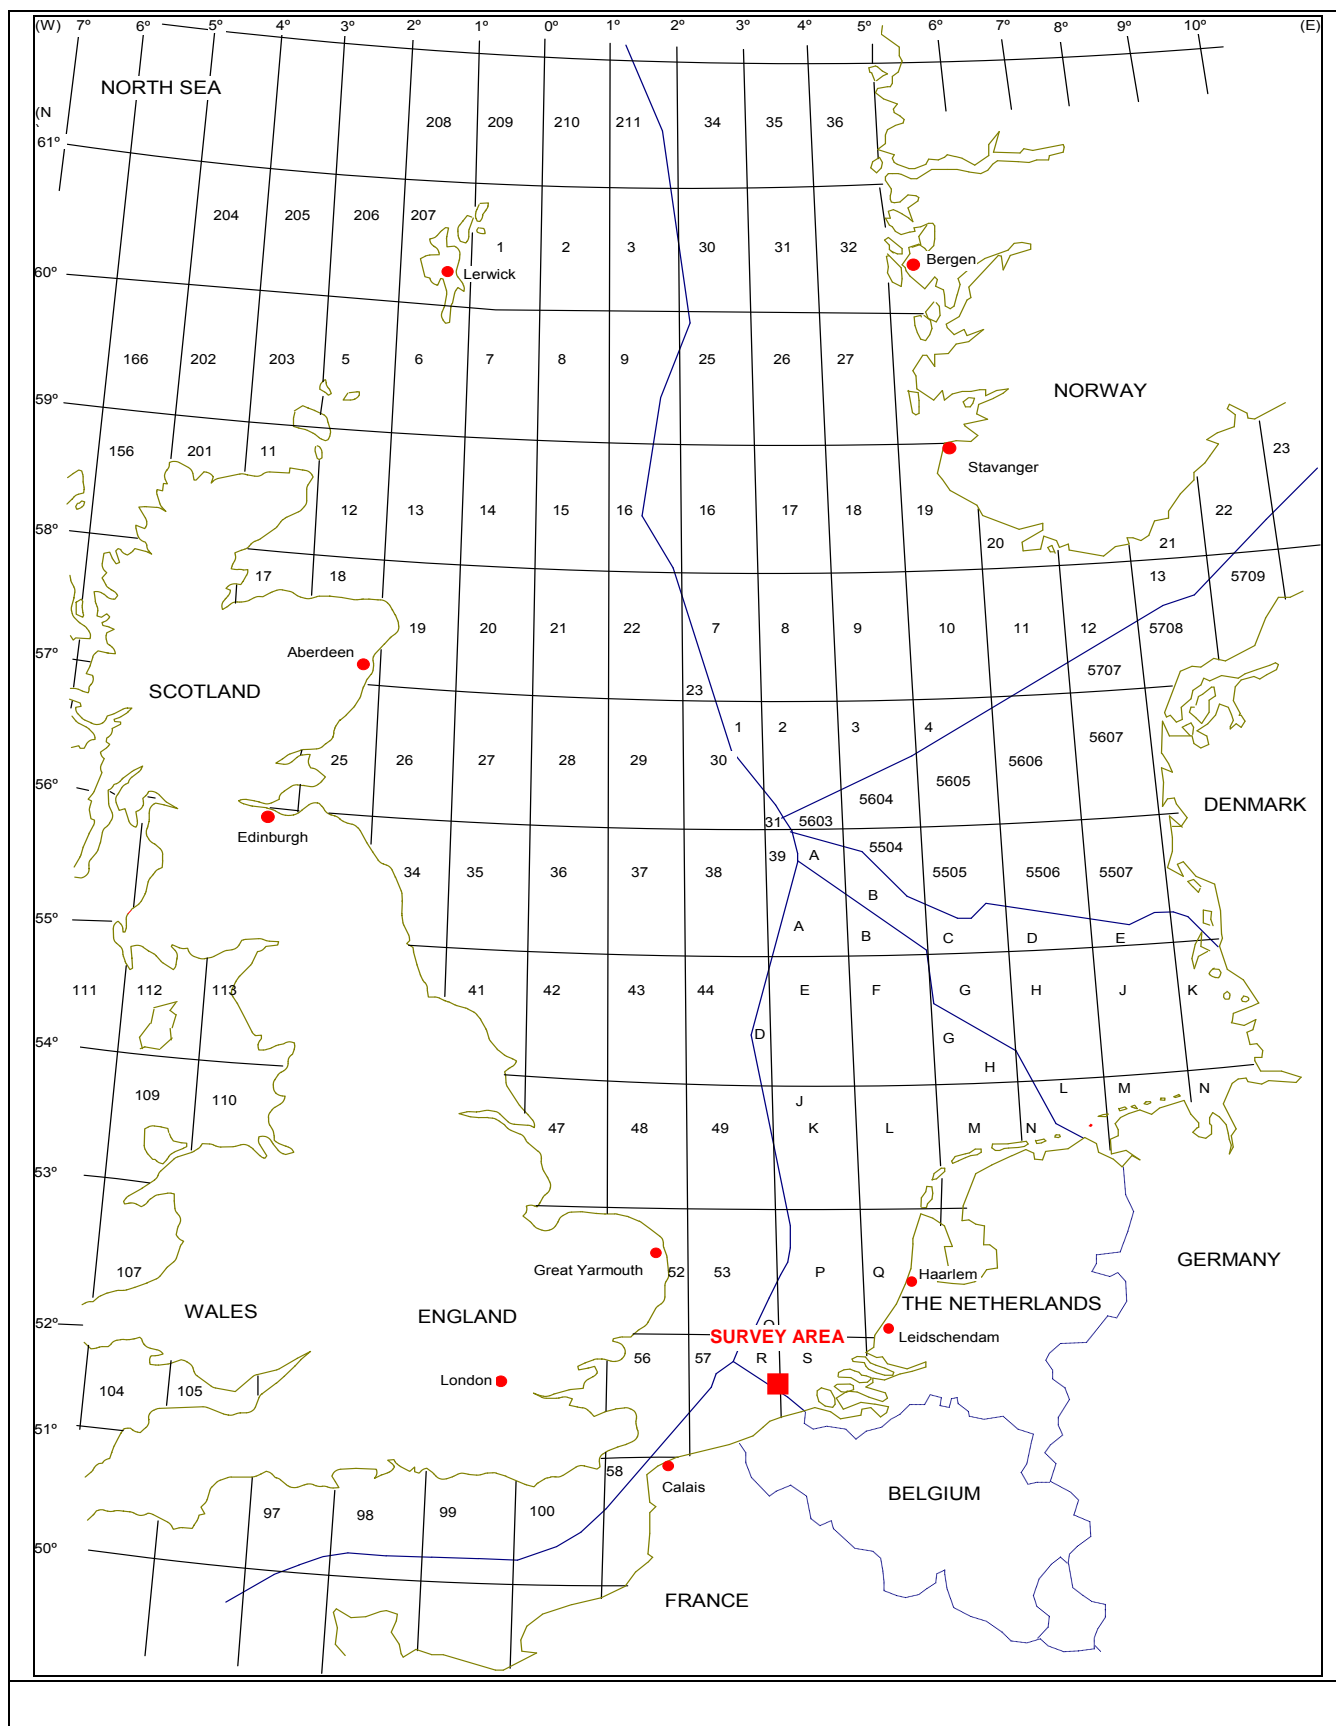 (W) 7° 6° 5° 4° 3° 2° 1° 0° 1° 2° 3° 4° 5° 6° 7° 8° 9° 10° (E)
NORTH SEA
(N
208 209 210 211 34 35 36
61°
204 205 206 207
1 2 3 30 31 32
Bergen
60°
Lerwick
166 202 203 5 6 7 8 9 25 26 27
NORWAY
59°
156 201 11 23
Stavanger
12 13 14 15 16 16 17 18 19 22
58°
20 21
17 18 13 5709
19 20 21 22 7 8 9 10 11 12 5708
57°
Aberdeen
5707
SCOTLAND 23
1 2 3 4 5607
25 26 27 28 29 30 5606
56°
5605
5604 DENMARK
31 5603
Edinburgh
39 A 5504
34 35 36 37 38 5505 5506 5507
B
55°
A B C D E
111 112 113 41 42 43 44 E F G H J K
54°
D G
H
109 110 J L M N
47 48 49 K L M N
53°
GERMANY
107 Great Yarmouth 52 53 P Q Haarlem
WALES ENGLAND THE NETHERLANDS
52°
SURVEY AREA Leidschendam
56 57 R S
104 105 London
51°
58
Calais
BELGIUM
97 98 99 100
50°
FRANCE